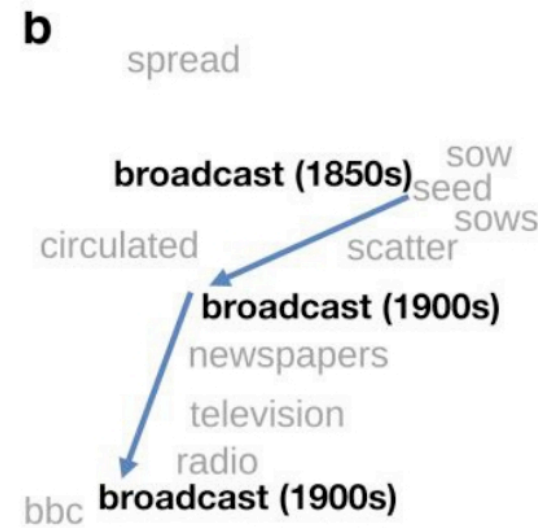 b
spread
sow
broadcast (1850s)
seed
sows
circulated
scatter
broadcast (1900s)
newspapers
television
radio
broadcast (1900s)
bbc